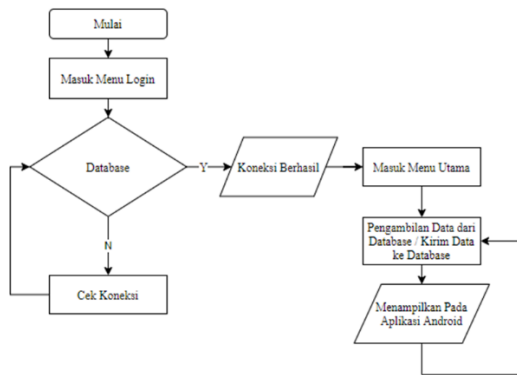 Mulai
Masuk Menu Login
Database
Y
Koneksi Berhasil
Masuk Menu Utama
N
Pengambilan Data dari
Database / Kirim Data
ke Database
Cek Koneksi
Menampilkan Pada
Aplikasi Android